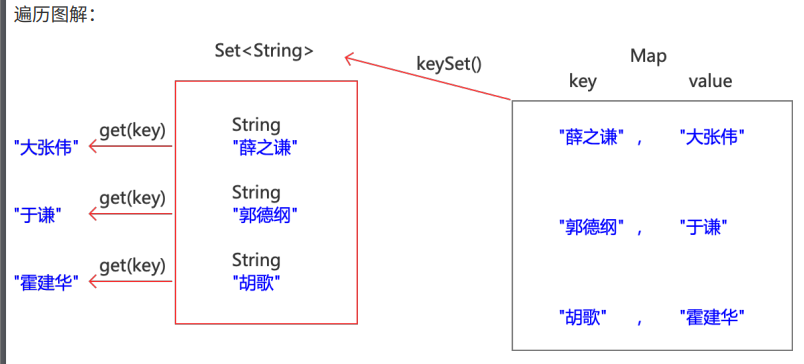 遍历图解：
Set<String>
keySet()
Map
key value
get(key)
String
"大张伟"
"薛之谦"
"薛之谦" ， "大张伟"
get(key)
String
"于谦"
"郭德纲"
"郭德纲" ， "于谦"
get(key)
String
"霍建华"
"胡歌"
"胡歌" ， "霍建华"